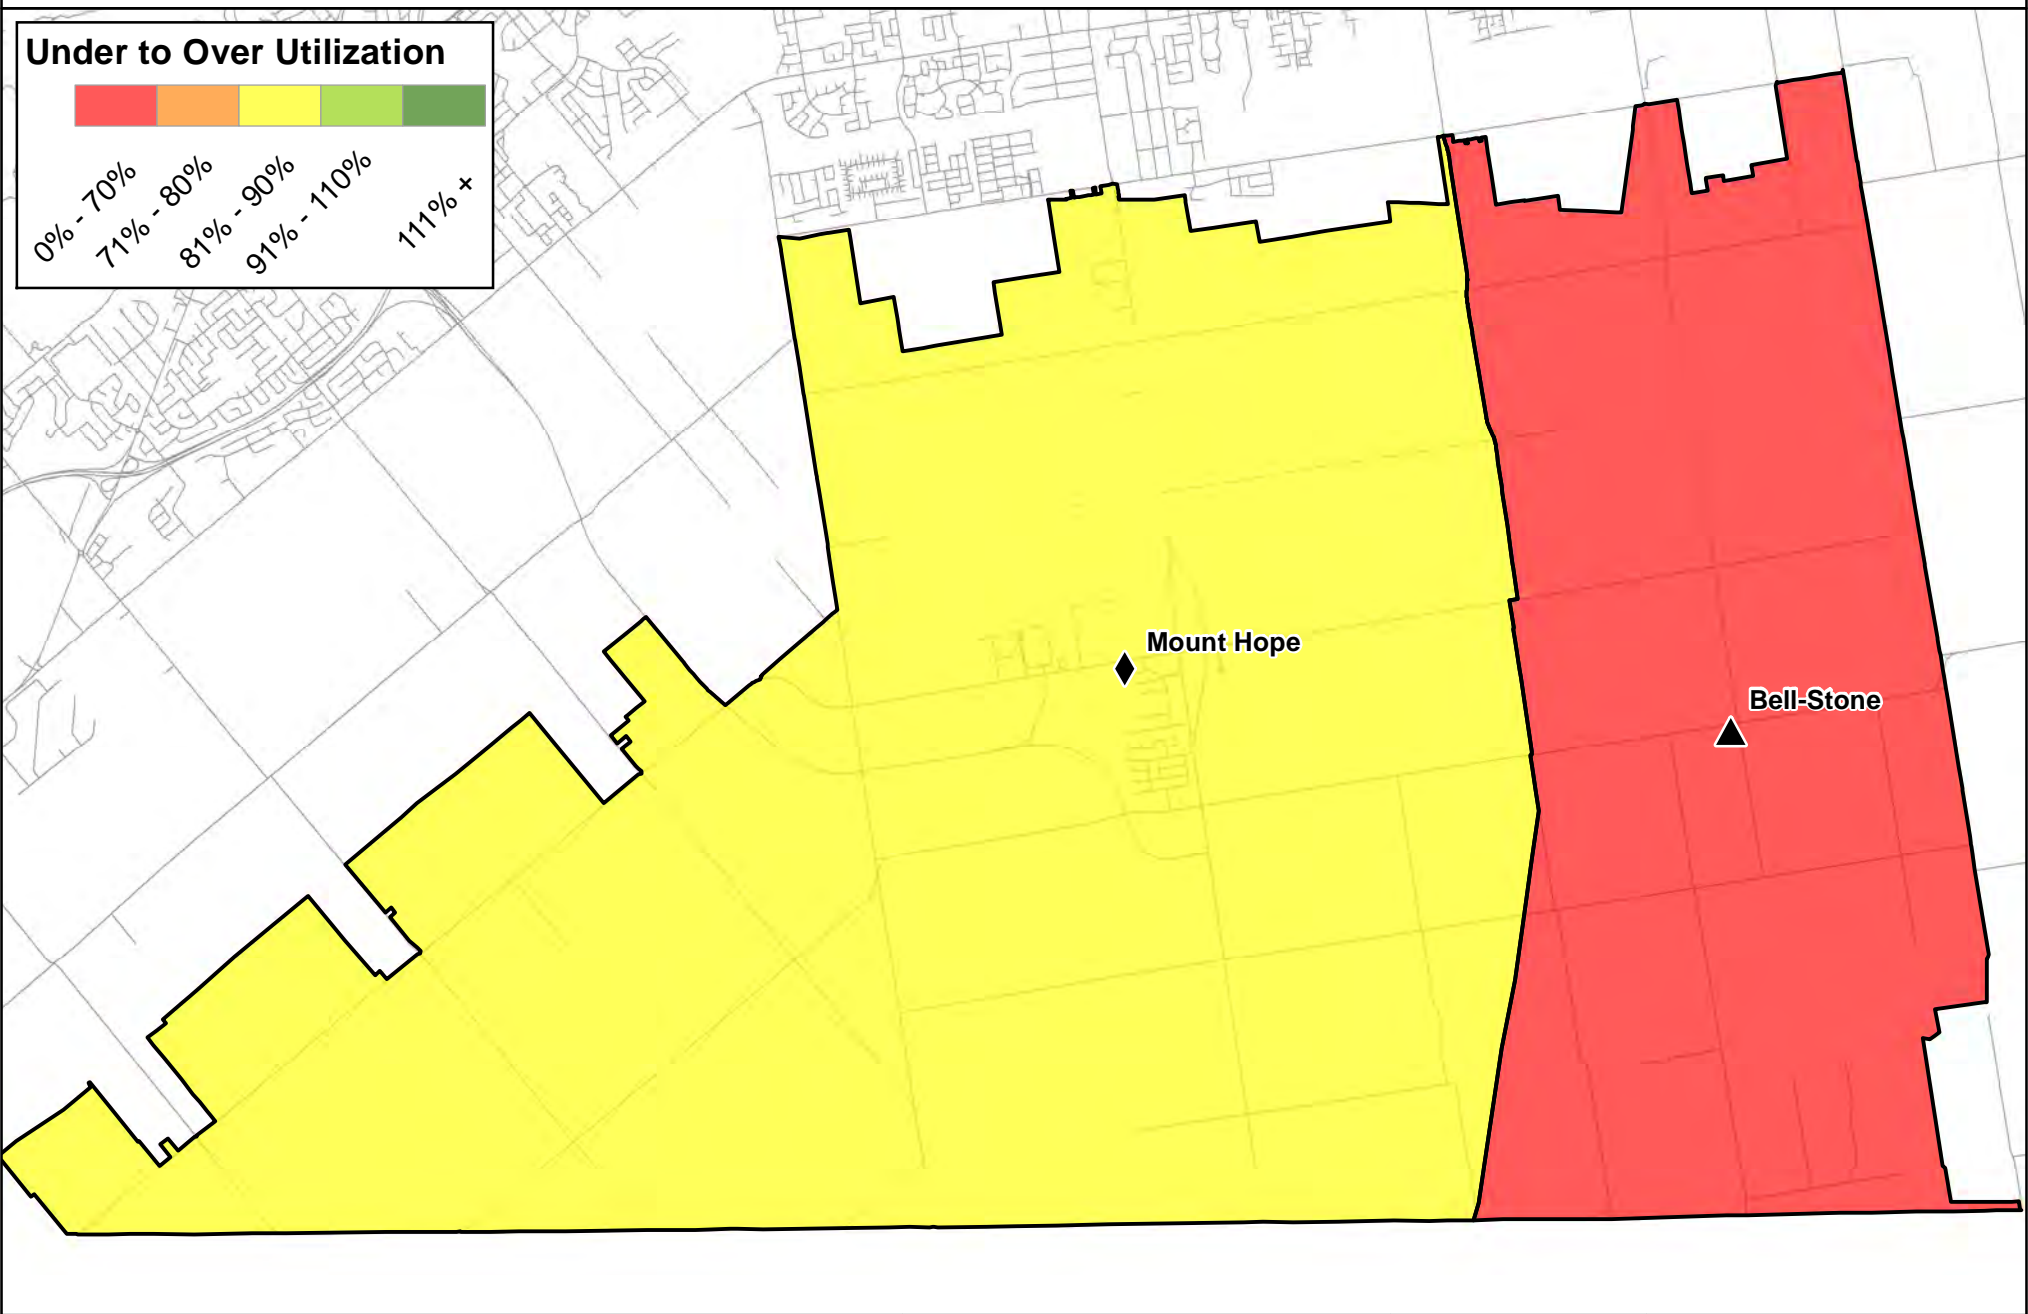 Under to Over Utilization
0% - 70%
71% - 80%
81% - 90%
91% - 110%
111% +
Mount Hope
Bell-Stone